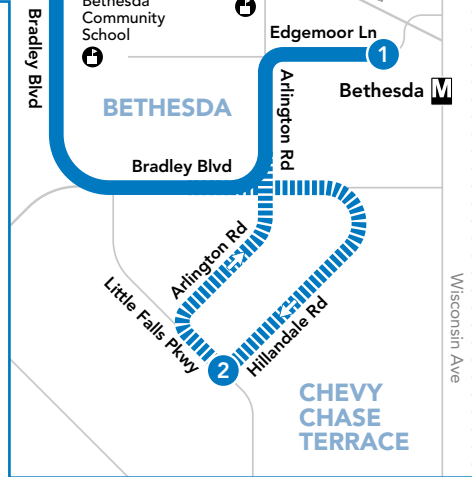 Bethesda
Community
School
Bradley Blvd
Edgemoor Ln
1
Bethesda M
BETHESDA
Arlington Rd
Bradley Blvd
Arlington Rd
Little Falls Pkwy
Hillandale Rd
2
Wisconsin Ave
CHEVY
CHASE
TERRACE